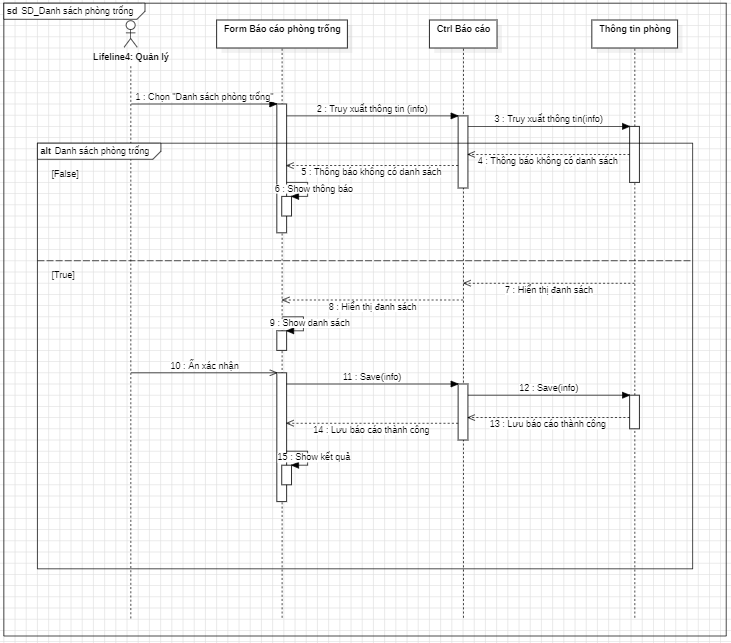 sd SD_Danh sách phòng trống
Form Báo cáo phòng trống
Ctrl Báo cáo
Thông tin phòng
Lifeline4: Quản lý
1 : Chọn "Danh sách phòng trống"
2 : Truy xuất thông tin (info)
3 : Truy xuất thông tin(info)
alt Danh sách phòng trống
4 : Thông báo không có danh sách
5 : Thông báo không có danh sách
[False]
6 : Show thông báo
[True]
7 : Hiển thị đanh sách
8 : Hiển thị đanh sách
9 : Show danh sách
10 : Ấn xác nhận
11 : Save(info)
12 : Save(info)
13 : Lưu báo cáo thành công
14 : Lưu báo cáo thành công
15 : Show kết quả